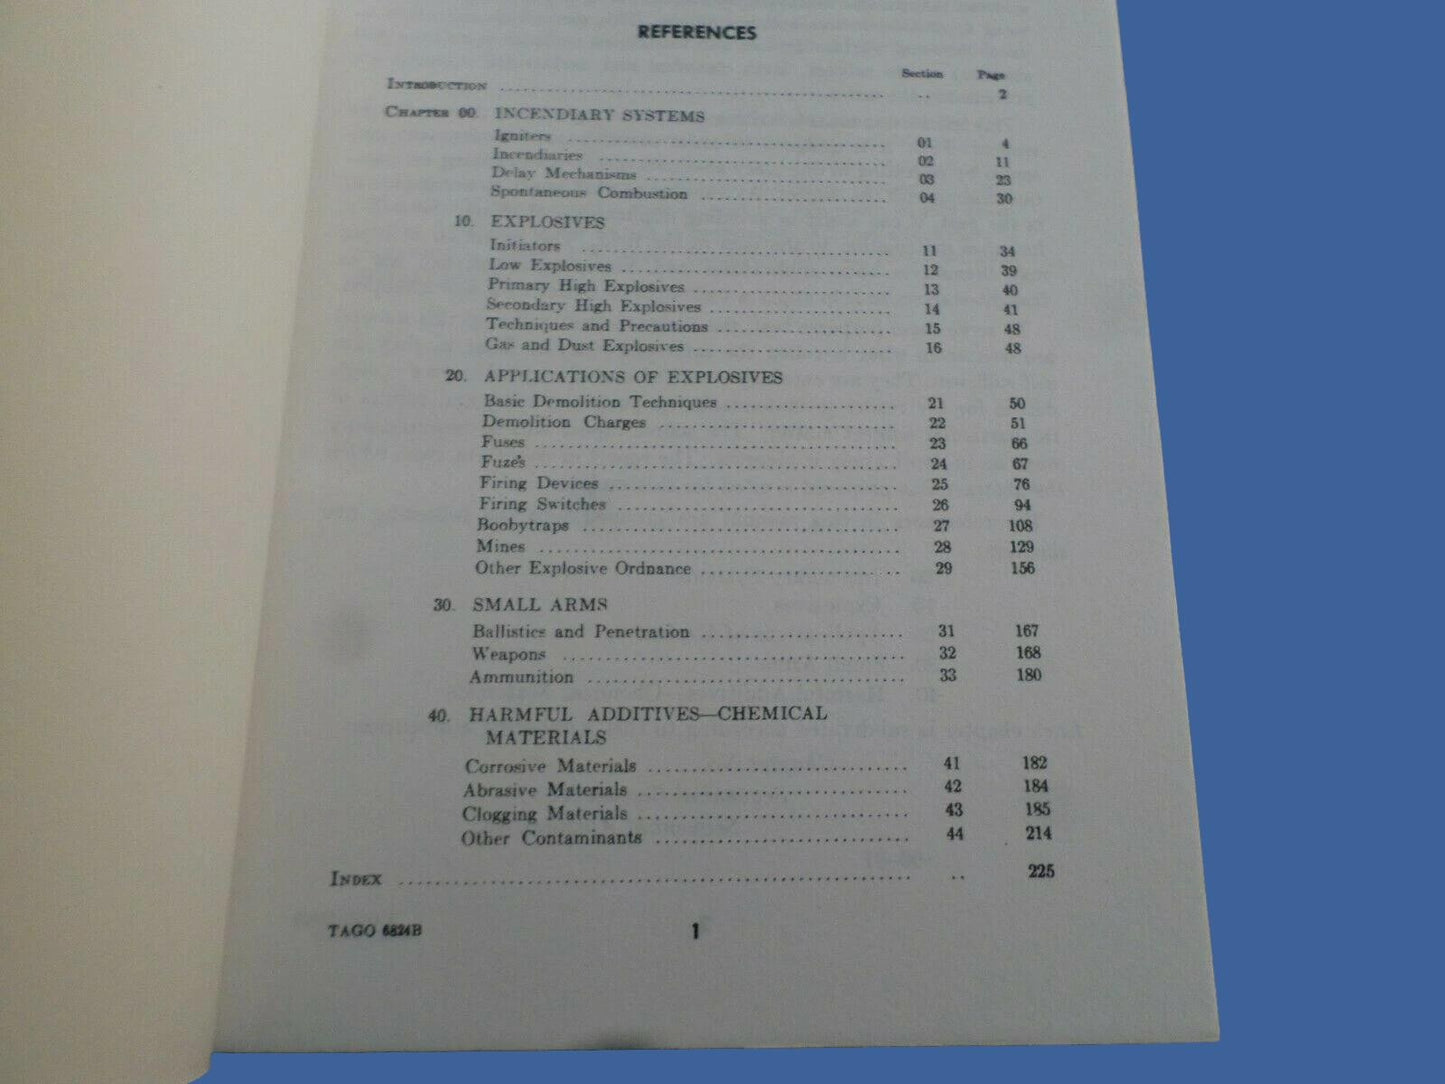 REFERENCES
Section Page
INTRODUCTION .. 2
CHAPTER 00. INCENDIARY SYSTEMS
Igniters 01 4
Incendiaries 02 11
Delay Mechanisms 03 23
Spontaneous Combustion 04 30
10. EXPLOSIVES
Initiators 11 34
Low Explosives 12 39
Primary High Explosives 13 40
Secondary High Explosives 14 41
Techniques and Precautions 15 48
Gas and Dust Explosives 16 48
20. APPLICATIONS OF EXPLOSIVES
Basic Demolition Techniques 21 50
Demolition Charges 22 51
Fuses 23 66
Fuzes 24 67
Firing Devices 25 76
Firing Switches 26 94
Boobytraps 27 108
Mines 28 129
Other Explosive Ordnance 29 156
30. SMALL ARMS
Ballistics and Penetration 31 167
Weapons 32 168
Ammunition 33 180
40. HARMFUL ADDITIVES—CHEMICAL
MATERIALS
Corrosive Materials 41 182
Abrasive Materials 42 184
Clogging Materials 43 185
Other Contaminants 44 214
INDEX .. 225
TAGO 6824B 1